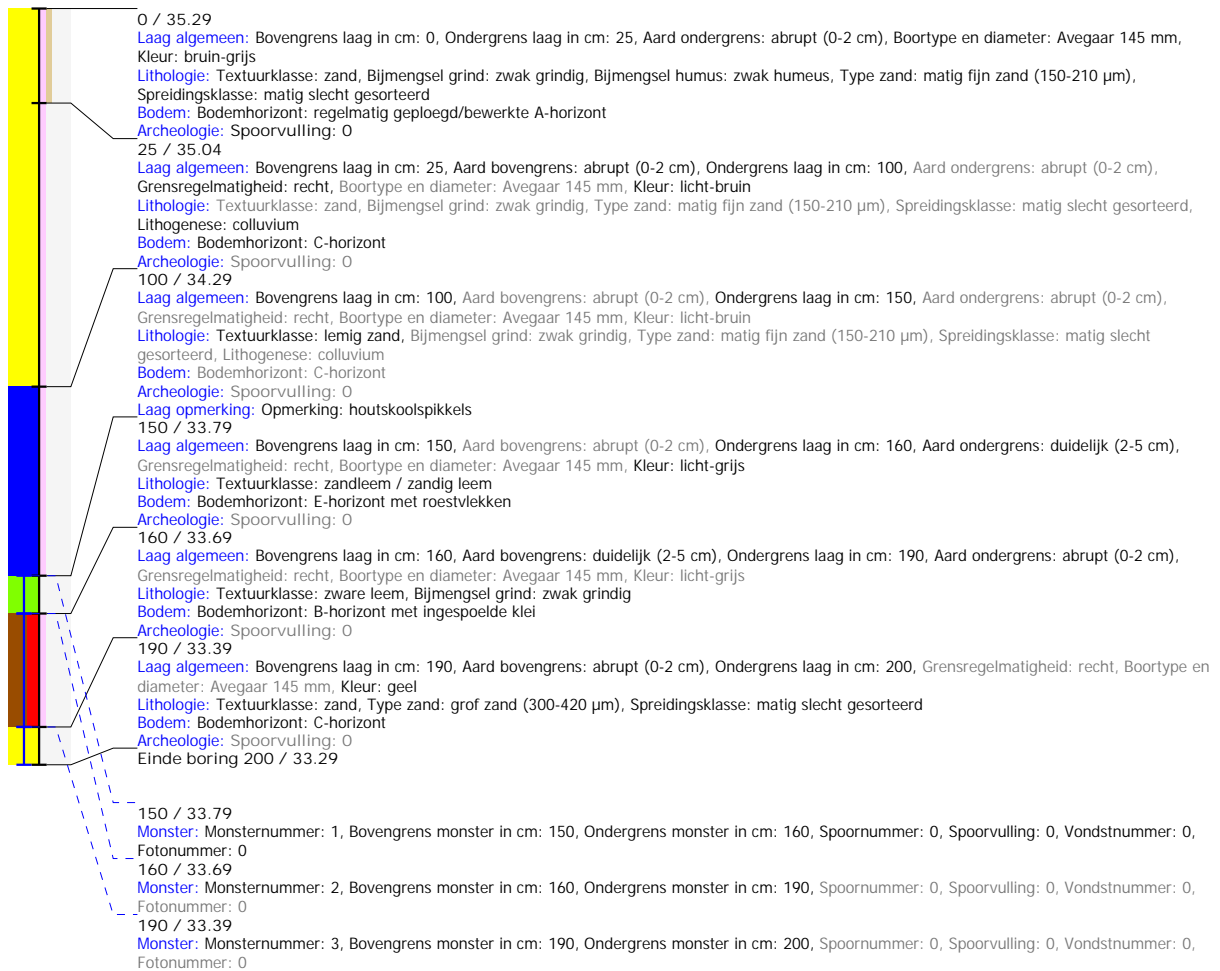 0 / 35.29
Laag algemeen: Bovengrens laag in cm: 0, Ondergrens laag in cm: 25, Aard ondergrens: abrupt (0-2 cm), Boortype en diameter: Avegaar 145 mm,
Kleur: bruin-grijs
Lithologie: Textuurklasse: zand, Bijmengsel grind: zwak grindig, Bijmengsel humus: zwak humeus, Type zand: matig fijn zand (150-210 µm),
Spreidingsklasse: matig slecht gesorteerd
Bodem: Bodemhorizont: regelmatig geploegd/bewerkte A-horizont
Archeologie: Spoorvulling: 0
25 / 35.04
Laag algemeen: Bovengrens laag in cm: 25, Aard bovengrens: abrupt (0-2 cm), Ondergrens laag in cm: 100, Aard ondergrens: abrupt (0-2 cm),
Grensregelmatigheid: recht, Boortype en diameter: Avegaar 145 mm, Kleur: licht-bruin
Lithologie: Textuurklasse: zand, Bijmengsel grind: zwak grindig, Type zand: matig fijn zand (150-210 µm), Spreidingsklasse: matig slecht gesorteerd,
Lithogenese: colluvium
Bodem: Bodemhorizont: C-horizont
Archeologie: Spoorvulling: 0
100 / 34.29
Laag algemeen: Bovengrens laag in cm: 100, Aard bovengrens: abrupt (0-2 cm), Ondergrens laag in cm: 150, Aard ondergrens: abrupt (0-2 cm),
Grensregelmatigheid: recht, Boortype en diameter: Avegaar 145 mm, Kleur: licht-bruin
Lithologie: Textuurklasse: lemig zand, Bijmengsel grind: zwak grindig, Type zand: matig fijn zand (150-210 µm), Spreidingsklasse: matig slecht
gesorteerd, Lithogenese: colluvium
Bodem: Bodemhorizont: C-horizont
Archeologie: Spoorvulling: 0
Laag opmerking: Opmerking: houtskoolspikkels
150 / 33.79
Laag algemeen: Bovengrens laag in cm: 150, Aard bovengrens: abrupt (0-2 cm), Ondergrens laag in cm: 160, Aard ondergrens: duidelijk (2-5 cm),
Grensregelmatigheid: recht, Boortype en diameter: Avegaar 145 mm, Kleur: licht-grijs
Lithologie: Textuurklasse: zandleem / zandig leem
Bodem: Bodemhorizont: E-horizont met roestvlekken
Archeologie: Spoorvulling: 0
160 / 33.69
Laag algemeen: Bovengrens laag in cm: 160, Aard bovengrens: duidelijk (2-5 cm), Ondergrens laag in cm: 190, Aard ondergrens: abrupt (0-2 cm),
Grensregelmatigheid: recht, Boortype en diameter: Avegaar 145 mm, Kleur: licht-grijs
Lithologie: Textuurklasse: zware leem, Bijmengsel grind: zwak grindig
Bodem: Bodemhorizont: B-horizont met ingespoelde klei
Archeologie: Spoorvulling: 0
190 / 33.39
Laag algemeen: Bovengrens laag in cm: 190, Aard bovengrens: abrupt (0-2 cm), Ondergrens laag in cm: 200, Grensregelmatigheid: recht, Boortype en
diameter: Avegaar 145 mm, Kleur: geel
Lithologie: Textuurklasse: zand, Type zand: grof zand (300-420 µm), Spreidingsklasse: matig slecht gesorteerd
Bodem: Bodemhorizont: C-horizont
Archeologie: Spoorvulling: 0
Einde boring 200 / 33.29
150 / 33.79
Monster: Monsternummer: 1, Bovengrens monster in cm: 150, Ondergrens monster in cm: 160, Spoornummer: 0, Spoorvulling: 0, Vondstnummer: 0,
Fotonummer: 0
160 / 33.69
Monster: Monsternummer: 2, Bovengrens monster in cm: 160, Ondergrens monster in cm: 190, Spoornummer: 0, Spoorvulling: 0, Vondstnummer: 0,
Fotonummer: 0
190 / 33.39
Monster: Monsternummer: 3, Bovengrens monster in cm: 190, Ondergrens monster in cm: 200, Spoornummer: 0, Spoorvulling: 0, Vondstnummer: 0,
Fotonummer: 0